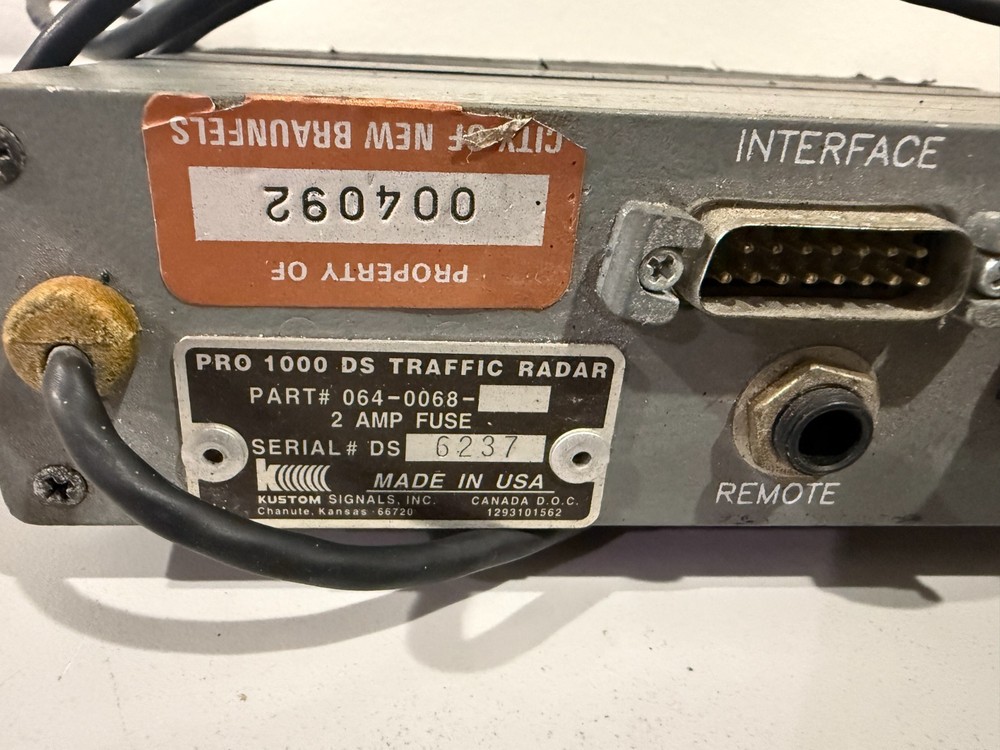 PROPERTY OF
004092
CITY OF NEW BRAUNFELS
INTERFACE
PRO 1000 DS TRAFFIC RADAR
PART# 064-0068-
2 AMP FUSE
SERIAL# DS 6237
MADE IN USA
KUSTOM SIGNALS, INC.
Chanute, Kansas 66720
CANADA D.O.C.
1293101562
REMOTE